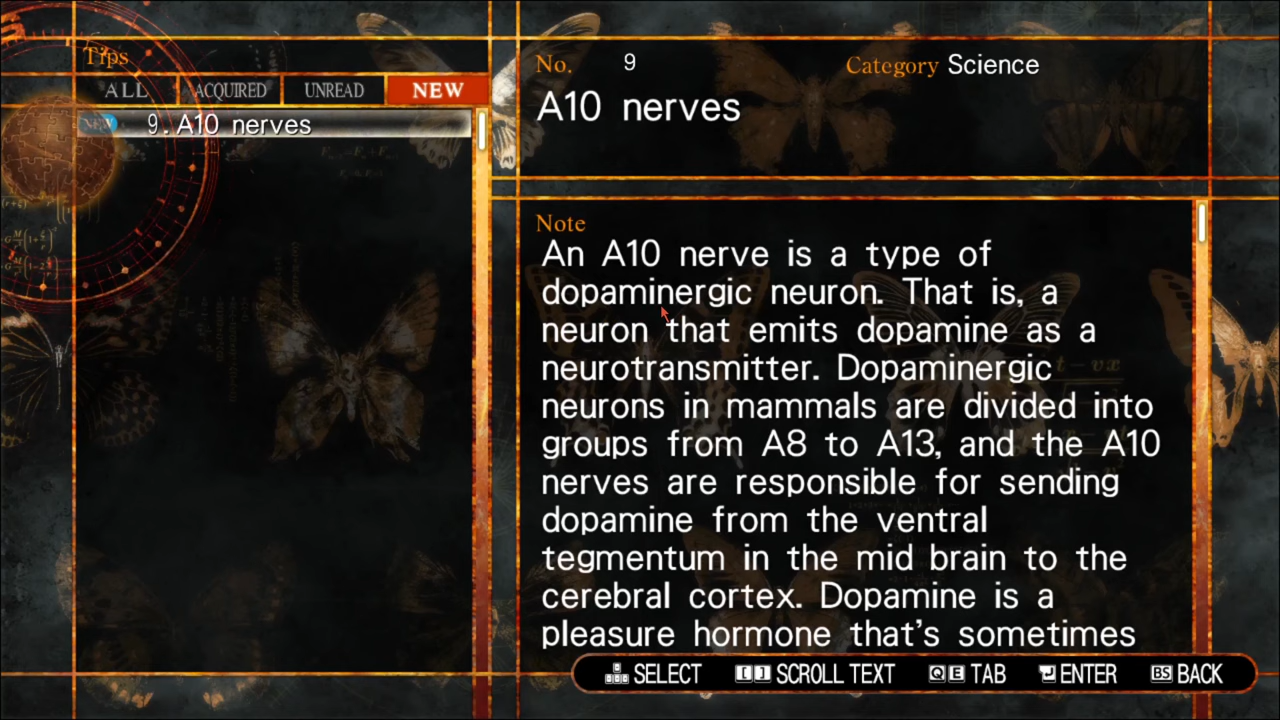 Tips
ALL
ACQUIRED
UNREAD
NEW
NEW 9. A10 nerves
No. 9
Category Science
A10 nerves
Note
An A10 nerve is a type of
dopaminergic neuron. That is, a
neuron that emits dopamine as a
neurotransmitter. Dopaminergic
neurons in mammals are divided into
groups from A8 to A13, and the A10
nerves are responsible for sending
dopamine from the ventral
tegmentum in the mid brain to the
cerebral cortex. Dopamine is a
pleasure hormone that's sometimes
SELECT
[ ] SCROLL TEXT
Q E TAB
ENTER
BS BACK